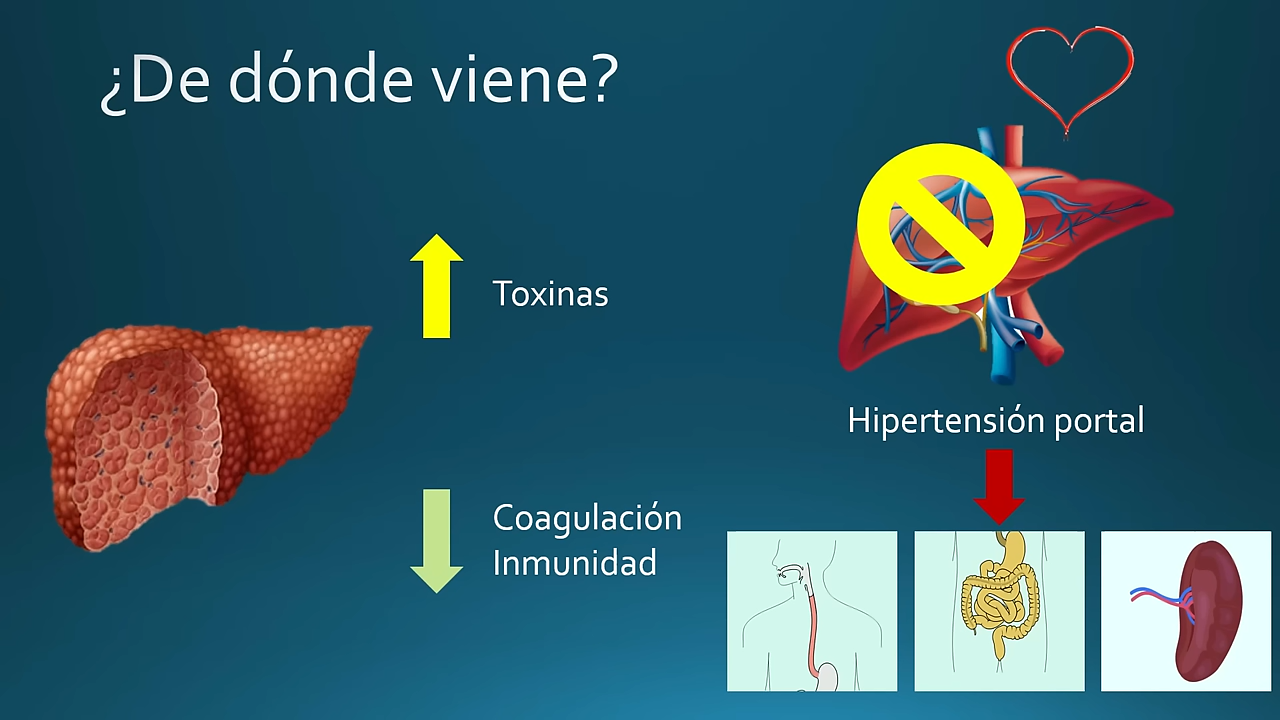 ¿De dónde viene?
Toxinas
Coagulación
Inmunidad
Hipertensión portal